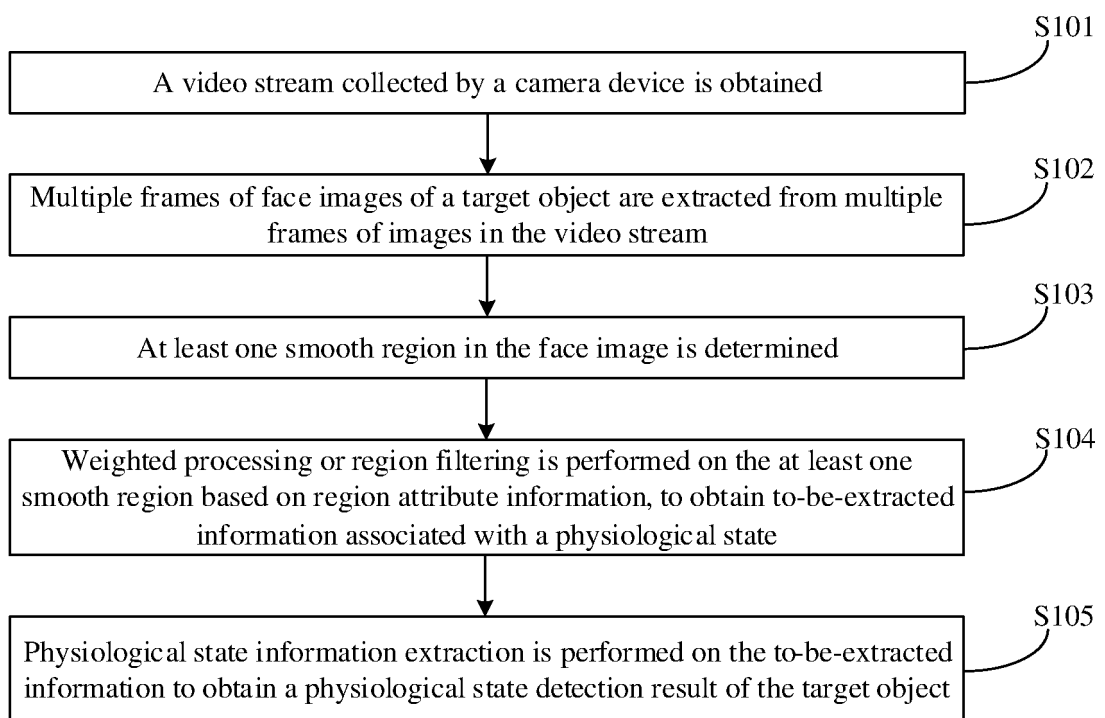 S101
A video stream collected by a camera device is obtained
S102
Multiple frames of face images of a target object are extracted from multiple
frames of images in the video stream
S103
At least one smooth region in the face image is determined
S104
Weighted processing or region filtering is performed on the at least one
smooth region based on region attribute information, to obtain to-be-extracted
information associated with a physiological state
S105
Physiological state information extraction is performed on the to-be-extracted
information to obtain a physiological state detection result of the target object